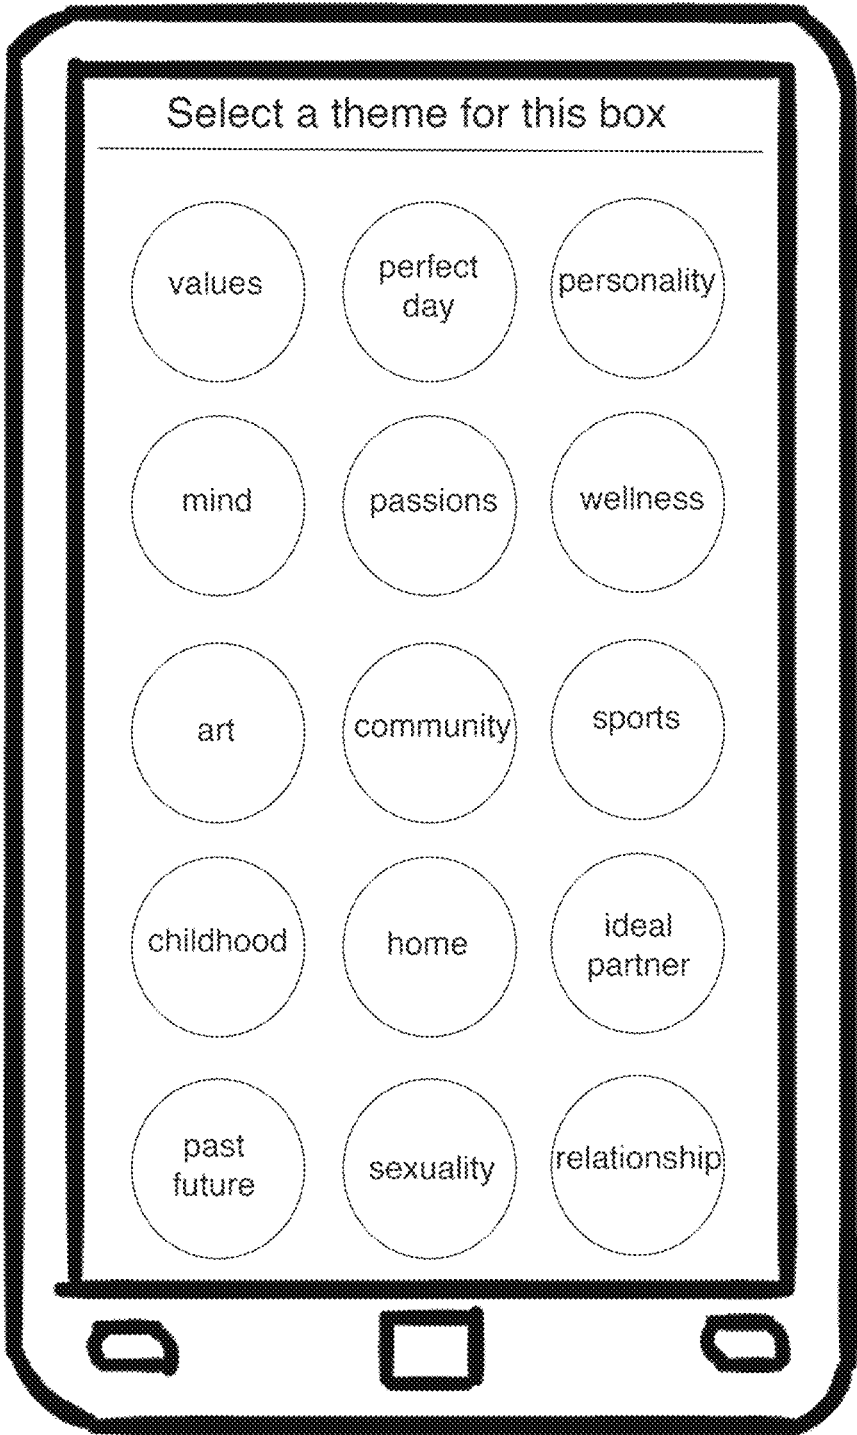 Select a theme for this box
values
perfect
day
personality
mind
passions
wellness
art
community
sports
childhood
home
ideal
partner
past
future
sexuality
relationship